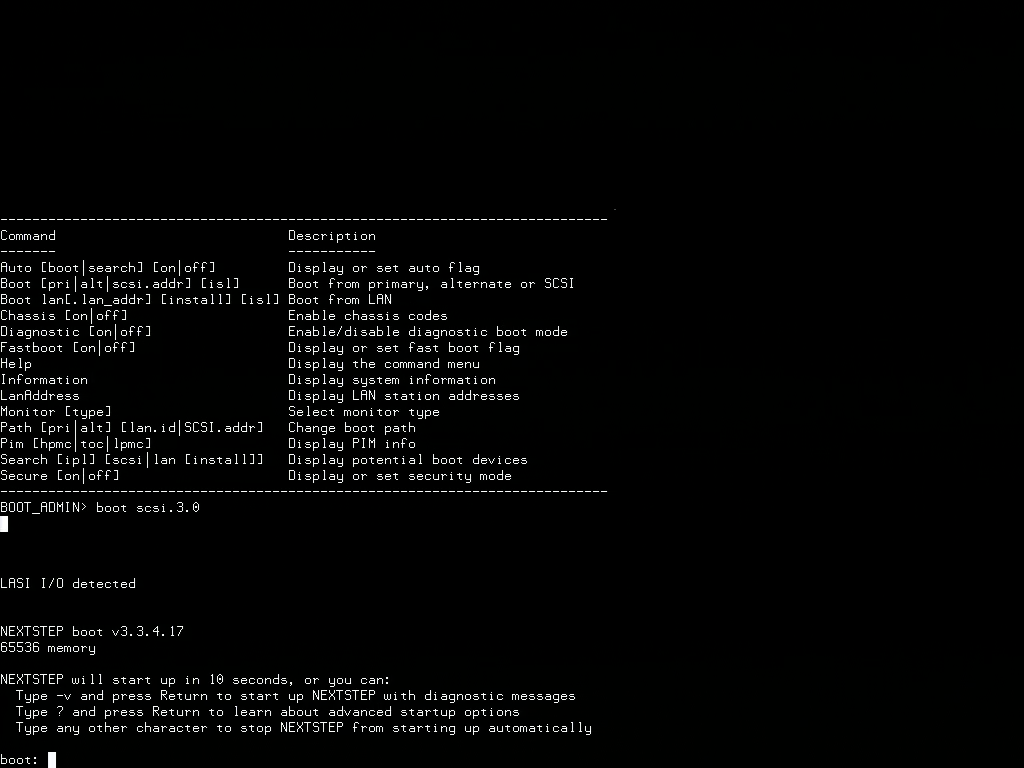 --------------------------------------------------------------------------------
Command Description
------- -----------
Auto [boot|search] [on|off] Display or set auto flag
Boot [pri|alt|scsi.addr] [isl] Boot from primary, alternate or SCSI
Boot lan[.lan_addr] [install] [isl] Boot from LAN
Chassis [on|off] Enable chassis codes
Diagnostic [on|off] Enable/disable diagnostic boot mode
Fastboot [on|off] Display or set fast boot flag
Help Display the command menu
Information Display system information
LanAddress Display LAN station addresses
Monitor [type] Select monitor type
Path [pri|alt] [lan.id|SCSI.addr] Change boot path
Pim [hpmc|toc|lpmc] Display PIM info
Search [ipl] [scsi|lan [install]] Display potential boot devices
Secure [on|off] Display or set security mode
--------------------------------------------------------------------------------
BOOT_ADMIN> boot scsi.3.0
LASI I/O detected
NEXTSTEP boot v3.3.4.17
65536 memory
NEXTSTEP will start up in 10 seconds, or you can:
Type -v and press Return to start up NEXTSTEP with diagnostic messages
Type ? and press Return to learn about advanced startup options
Type any other character to stop NEXTSTEP from starting up automatically
boot: